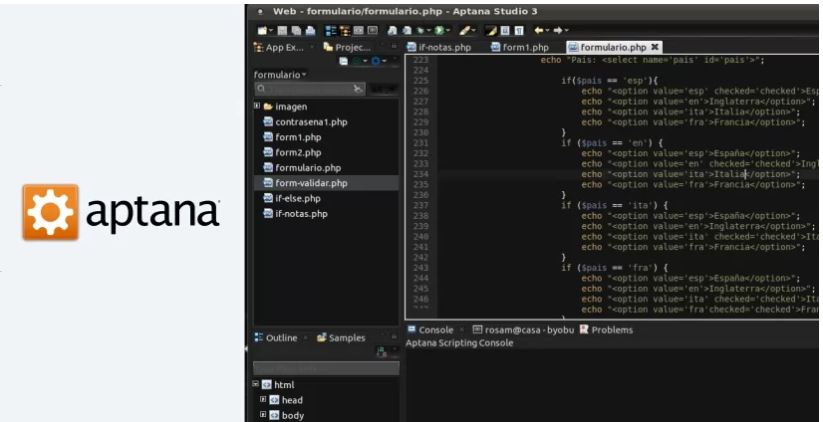 aptana
Web - formulario/formulario.php - Aptana Studio 3
App Ex...
Projec...
if-notas.php
form1.php
formulario.php
formulario
imagen
contrasena1.php
form1.php
form2.php
formulario.php
form-validar.php
if-else.php
if-notas.php
223 echo "Pais: <select name='pais' id='pais'>";
224
225 if($pais == 'esp'){
226 echo "<option value='esp' checked='checked'>Esp
227 echo "<option value='en'>Inglaterra</option>";
228 echo "<option value='ita'>Italia</option>";
229 echo "<option value='fra'>Francia</option>";
230 }
231 if ($pais == 'en') {
232 echo "<option value='esp'>España</option>";
233 echo "<option value='en' checked='checked'>Ingl
234 echo "<option value='ita'>Italia</option>";
235 echo "<option value='fra'>Francia</option>";
236 }
237 if ($pais == 'ita') {
238 echo "<option value='esp'>España</option>";
239 echo "<option value='en'>Inglaterra</option>";
240 echo "<option value='ita' checked='checked'>Ita
241 echo "<option value='fra'>Francia</option>";
242 }
243 if ($pais == 'fra') {
244 echo "<option value='esp'>España</option>";
245 echo "<option value='en'>Inglaterra</option>";
246 echo "<option value='ita' checked='checked'>Ita
echo "<option value='fra'checked='checked'>Fran
Outline
Samples
html
head
body
Console
rosam@casa - byobu
Problems
Aptana Scripting Console